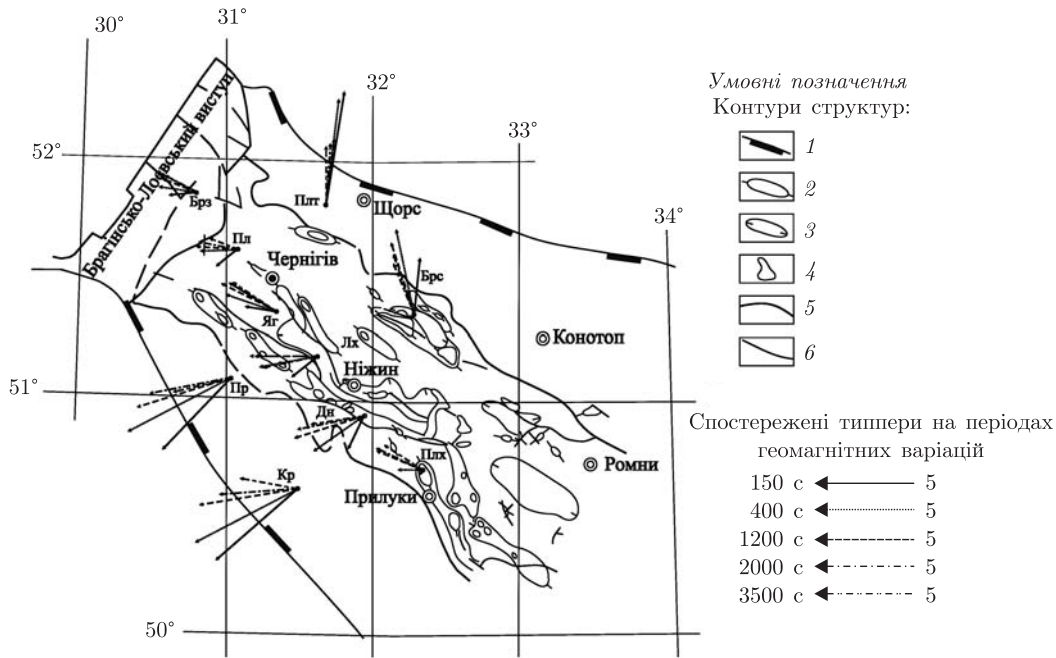 30°
31°
32°
33°
34°
52°
51°
50°
Брагінсько-Лоєвський виступ
Брз
Плт
Щорс
Пл
Чернігів
Брс
Яг
Лх
Конотоп
Ніжин
Пр
Дн
Плх
Ромни
Кр
Прилуки
Умовні позначення
Контури структур:
1
2
3
4
5
6
Спостережені типпери на періодах
геомагнітних варіацій
150 с 5
400 с 5
1200 с 5
2000 с 5
3500 с 5